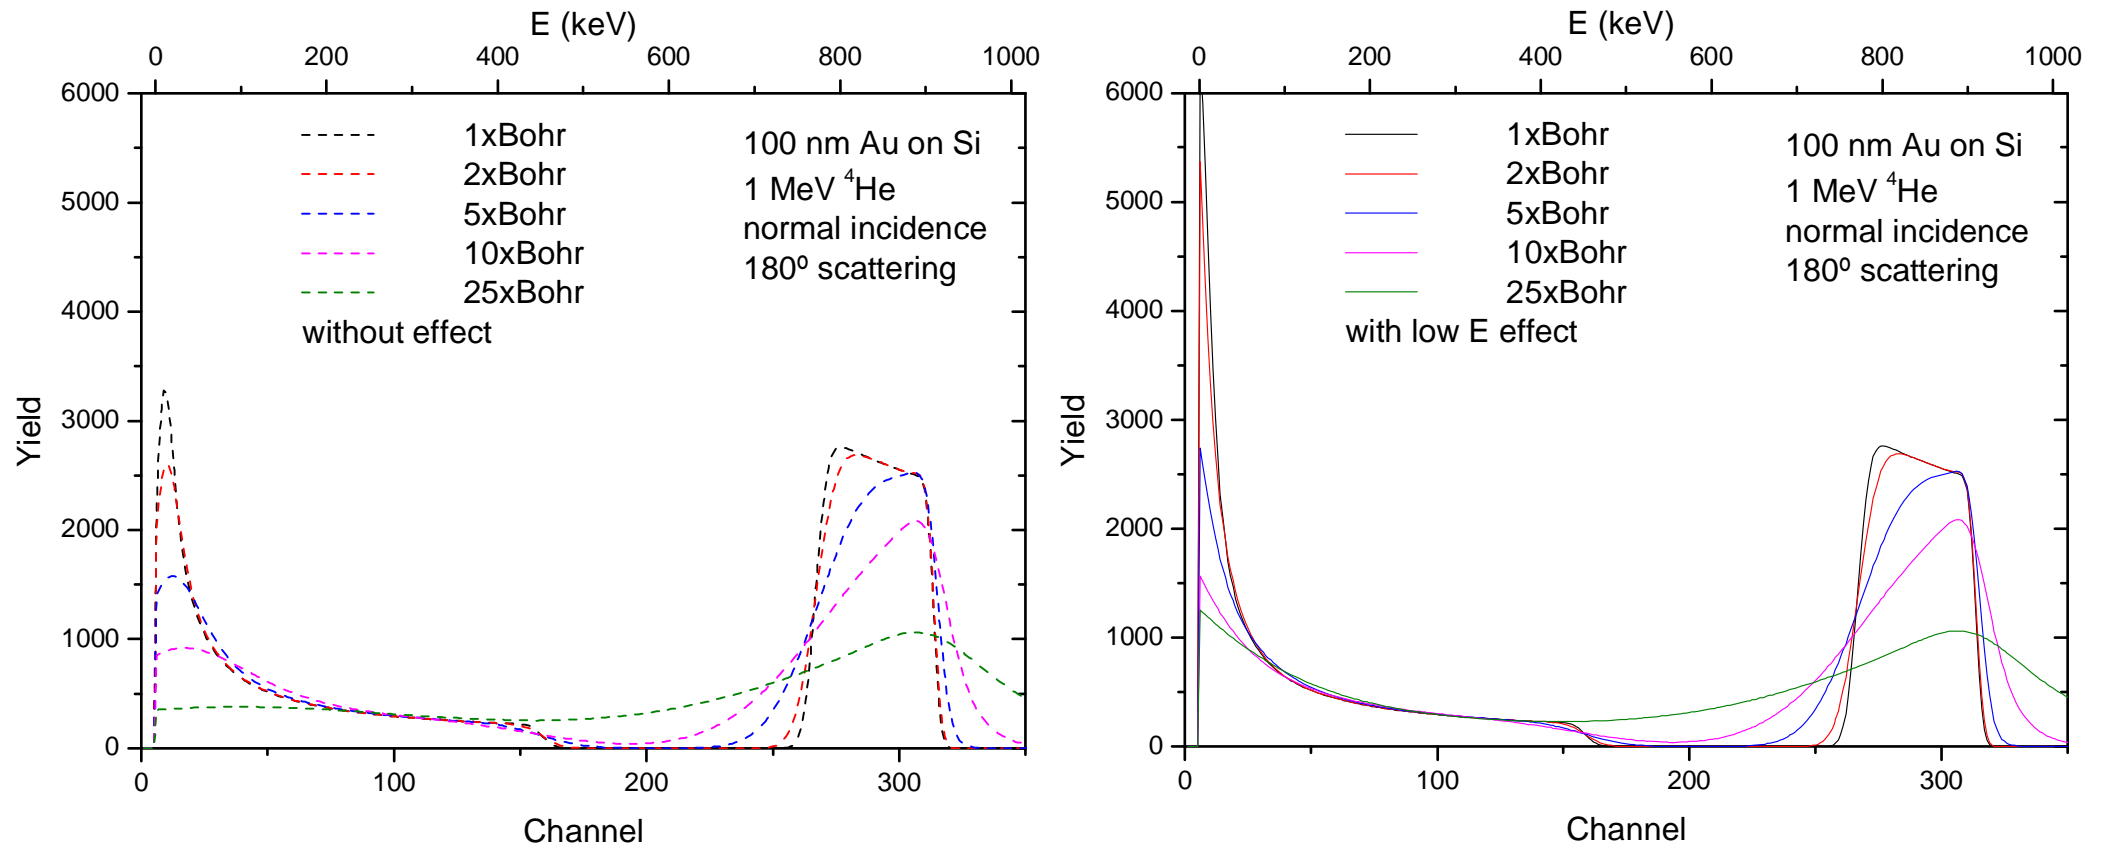 E (keV)
0 200 400 600 800 1000
6000
5000
4000
3000
2000
1000
0
Yield
1xBohr
2xBohr
5xBohr
10xBohr
25xBohr
without effect
100 nm Au on Si
1 MeV ⁴He
normal incidence
180º scattering
0 100 200 300
Channel
E (keV)
0 200 400 600 800 1000
6000
5000
4000
3000
2000
1000
0
Yield
1xBohr
2xBohr
5xBohr
10xBohr
25xBohr
with low E effect
100 nm Au on Si
1 MeV ⁴He
normal incidence
180º scattering
0 100 200 300
Channel